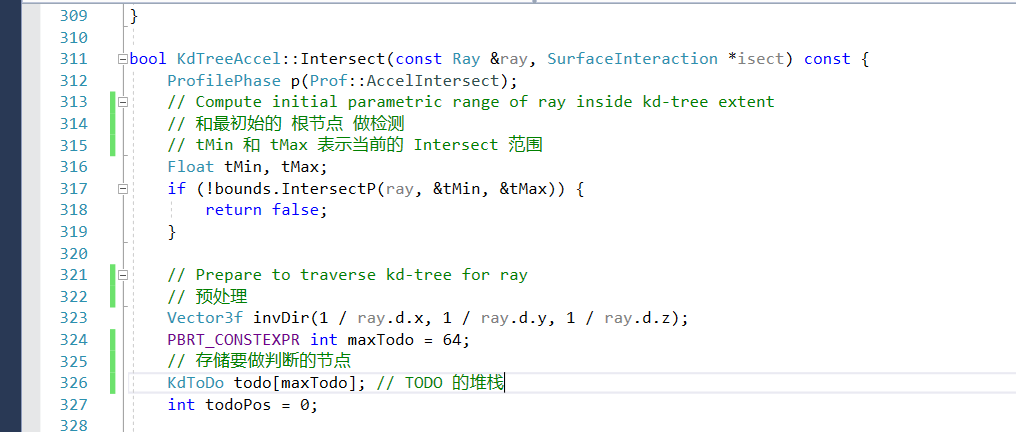 309 }
310
311 bool KdTreeAccel::Intersect(const Ray &ray, SurfaceInteraction *isect) const {
312 ProfilePhase p(Prof::AccelIntersect);
313 // Compute initial parametric range of ray inside kd-tree extent
314 // 和最初始的 根节点 做检测
315 // tMin 和 tMax 表示当前的 Intersect 范围
316 Float tMin, tMax;
317 if (!bounds.IntersectP(ray, &tMin, &tMax)) {
318 return false;
319 }
320
321 // Prepare to traverse kd-tree for ray
322 // 预处理
323 Vector3f invDir(1 / ray.d.x, 1 / ray.d.y, 1 / ray.d.z);
324 PBRT_CONSTEXPR int maxTodo = 64;
325 // 存储要做判断的节点
326 KdToDo todo[maxTodo]; // TODO 的堆栈
327 int todoPos = 0;
328